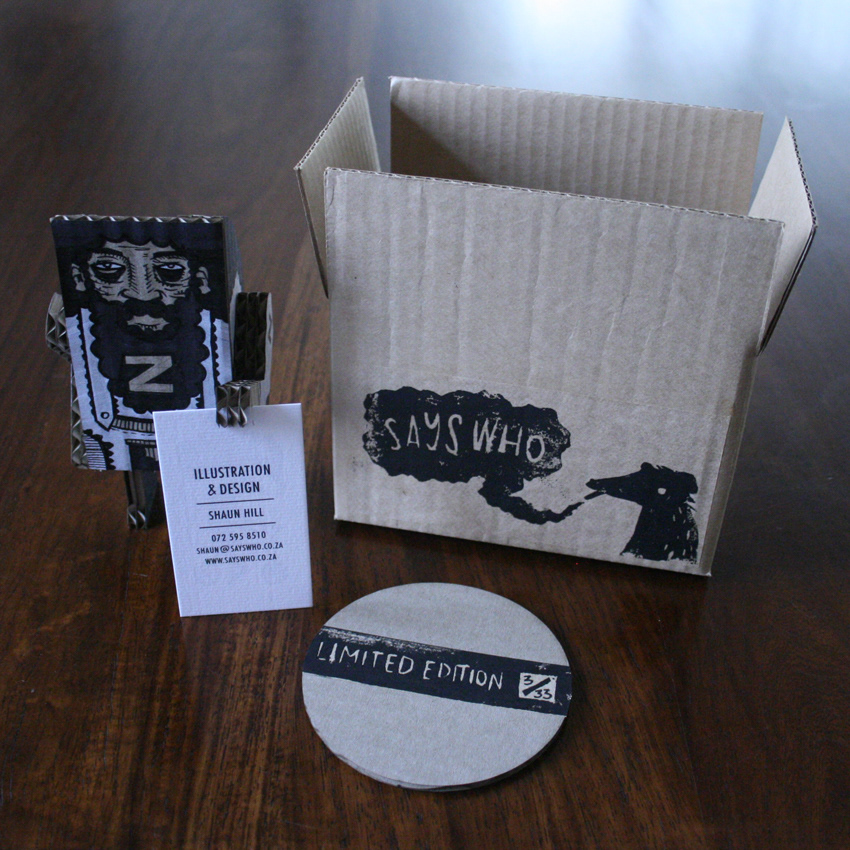 SAYS WHO
N
ILLUSTRATION
& DESIGN
SHAUN HILL
072 595 8510
SHAUN@SAYSWHO.CO.ZA
WWW.SAYSWHO.CO.ZA
LIMITED EDITION 3/33